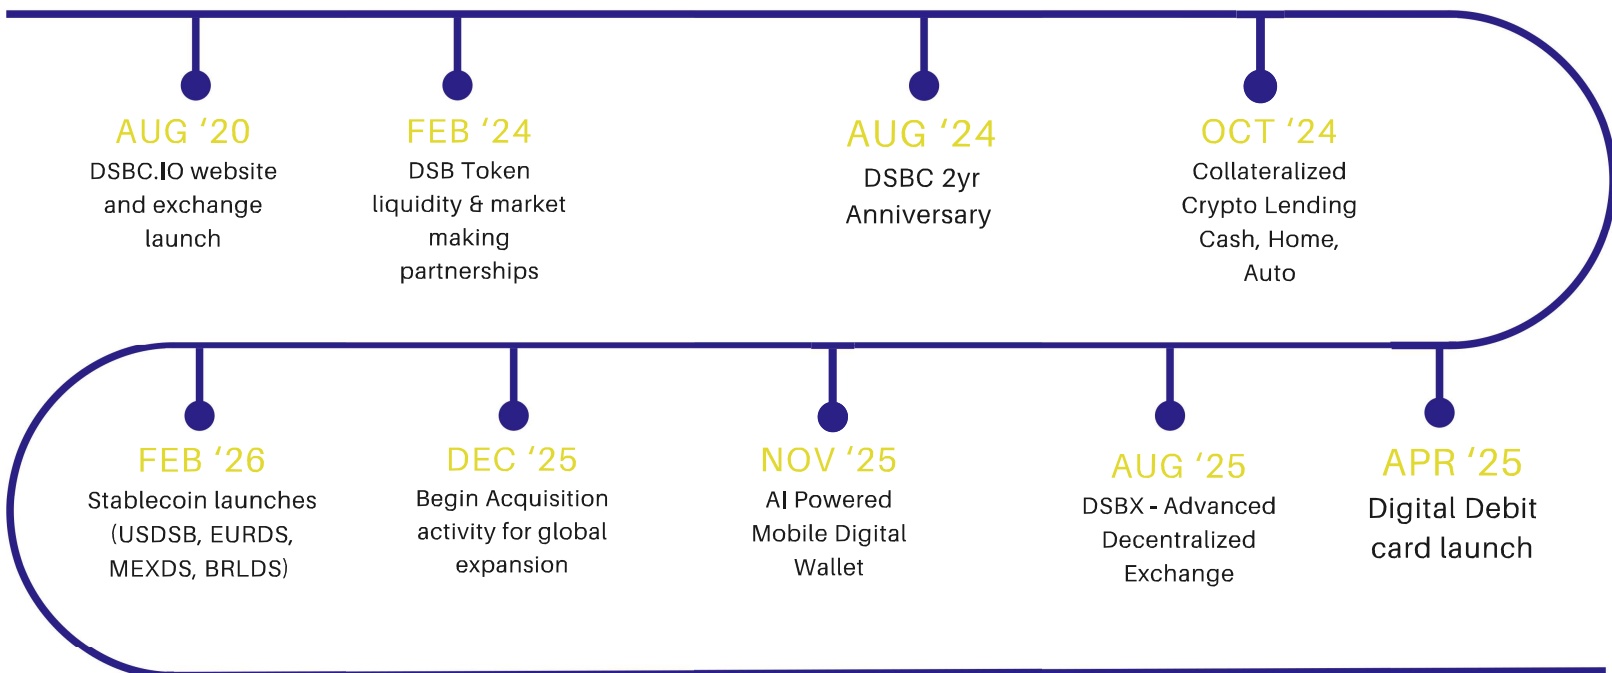 AUG ‘20
DSBC.IO website
and exchange
launch
FEB ‘24
DSB Token
liquidity & market
making
partnerships
AUG ‘24
DSBC 2yr
Anniversary
OCT ‘24
Collateralized
Crypto Lending
Cash, Home,
Auto
APR ‘25
Digital Debit
card launch
AUG ‘25
DSBX - Advanced
Decentralized
Exchange
NOV ‘25
AI Powered
Mobile Digital
Wallet
DEC ‘25
Begin Acquisition
activity for global
expansion
FEB ‘26
Stablecoin launches
(USDSB, EURDS,
MEXDS, BRLDS)